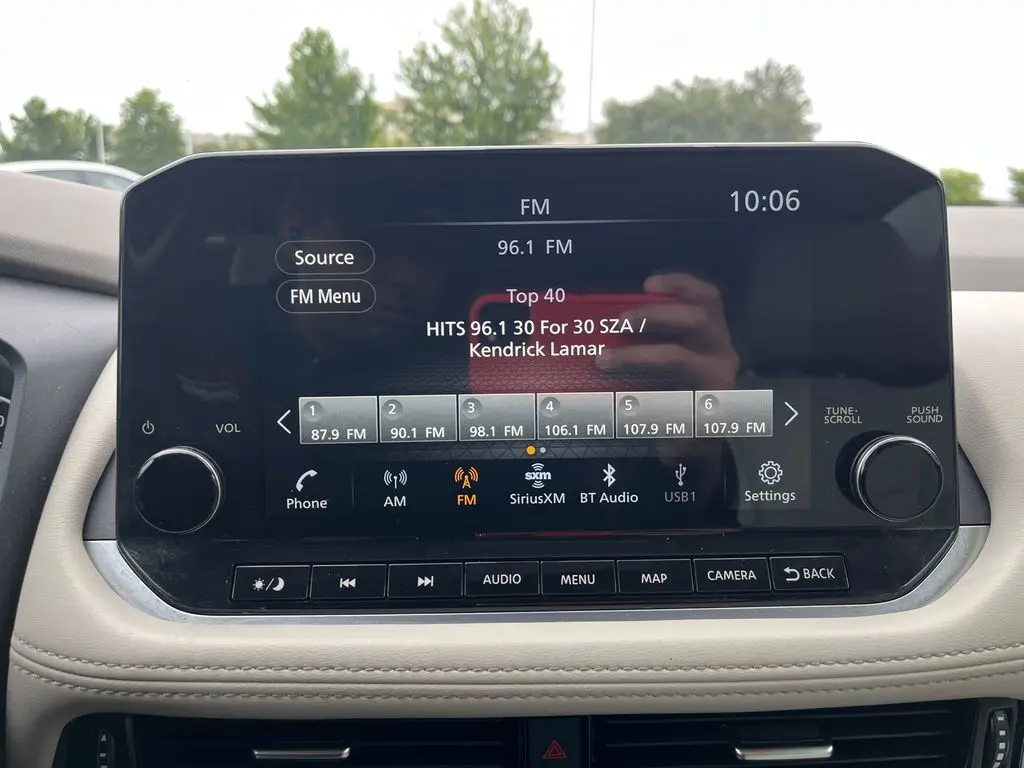 FM
10:06
96.1 FM
Source
FM Menu
Top 40
HITS 96.1 30 For 30 SZA /
Kendrick Lamar
1
87.9 FM
2
90.1 FM
3
98.1 FM
4
106.1 FM
5
107.9 FM
6
107.9 FM
VOL
TUNE·
SCROLL
PUSH
SOUND
Phone
AM
FM
sxm
SiriusXM
BT Audio
USB1
Settings
AUDIO
MENU
MAP
CAMERA
BACK